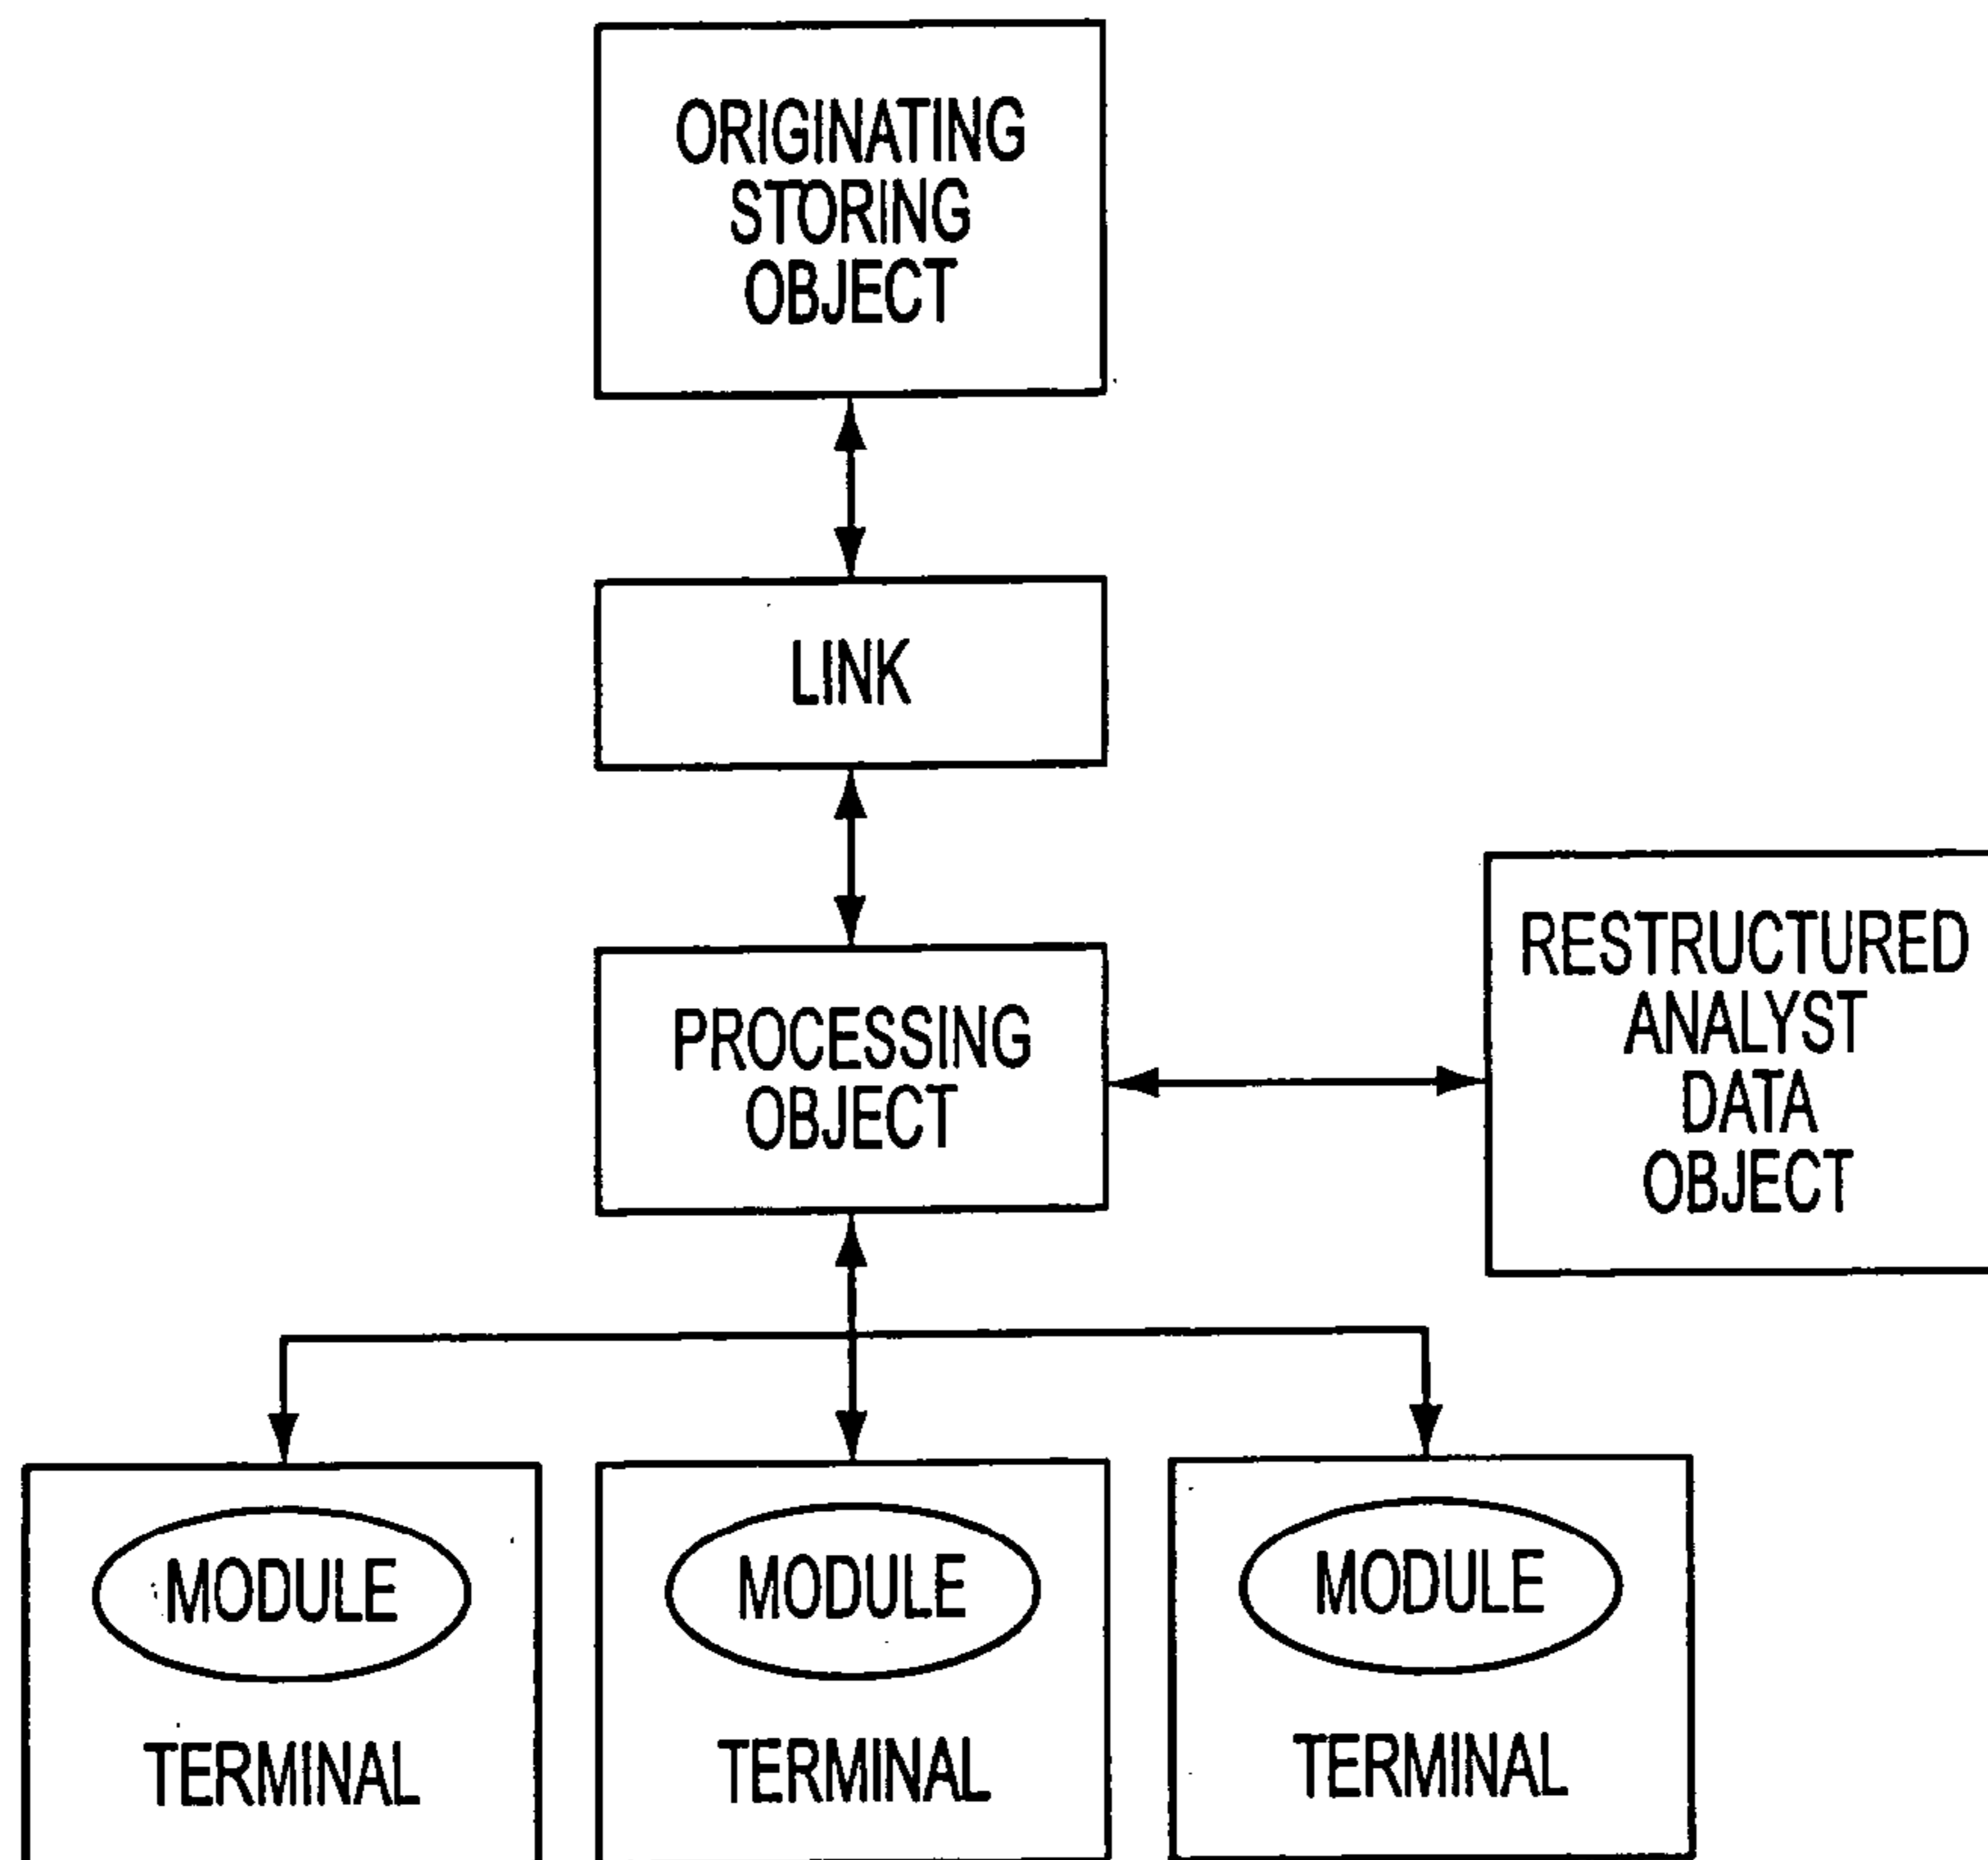 ORIGINATING
STORING
OBJECT
LINK
PROCESSING
OBJECT
RESTRUCTURED
ANALYST
DATA
OBJECT
MODULE
TERMINAL
MODULE
TERMINAL
MODULE
TERMINAL